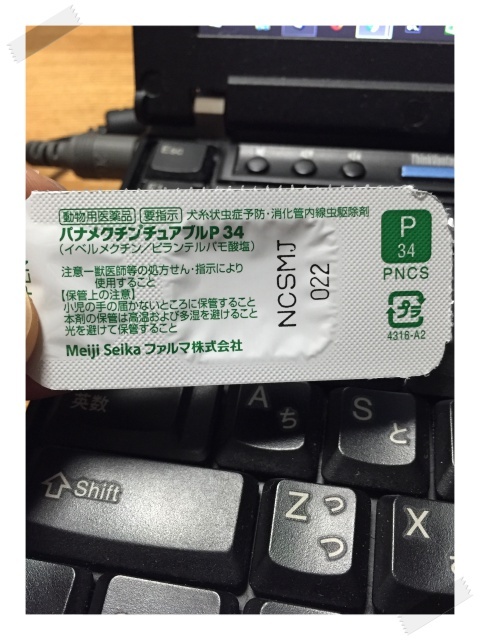 Esc
動物用医薬品 要指示 犬糸状虫症予防・消化管内線虫駆除剤
パナメクチンチュアブルP 34
(イベルメクチン/ピランテルパモ酸塩)
注意－獣医師等の処方せん・指示により
使用すること
【保管上の注意】
小児の手の届かないところに保管すること
本剤の保管は高温および多湿を避けること
光を避けて保管すること
Meiji Seika ファルマ株式会社
NCSMJ
022
P
34
PNCS
プラ
4316-A2
英数
A
ち
S
と
Shift
Z
っ
つ
X